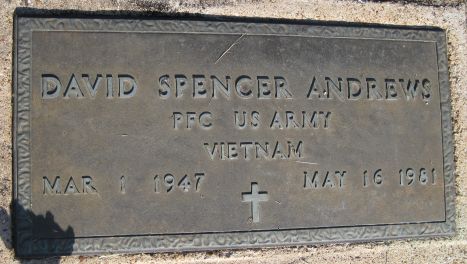 DAVID SPENCER ANDREWS
PFC US ARMY
VIETNAM
MAR 1 1947 MAY 16 1981